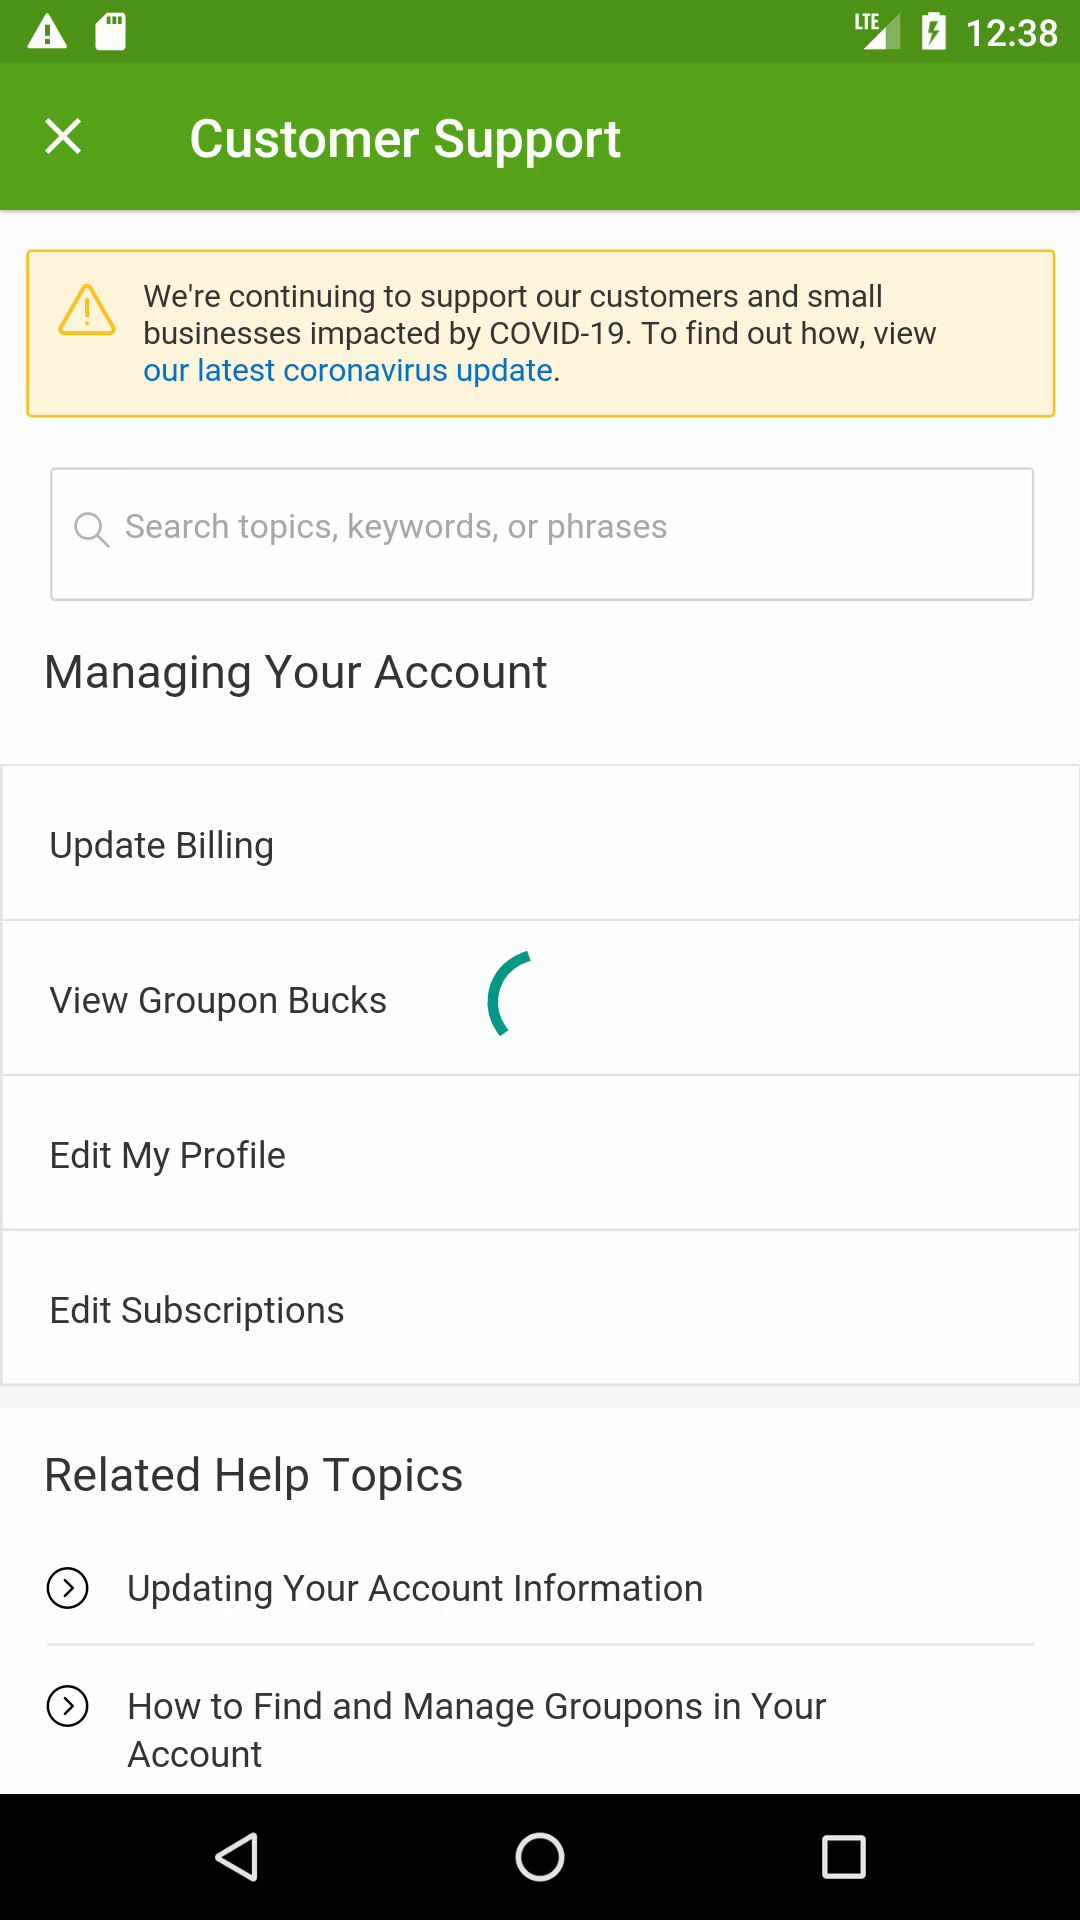 LTE 12:38
Customer Support
We're continuing to support our customers and small
businesses impacted by COVID-19. To find out how, view
our latest coronavirus update.
Search topics, keywords, or phrases
Managing Your Account
Update Billing
View Groupon Bucks
Edit My Profile
Edit Subscriptions
Related Help Topics
Updating Your Account Information
How to Find and Manage Groupons in Your
Account